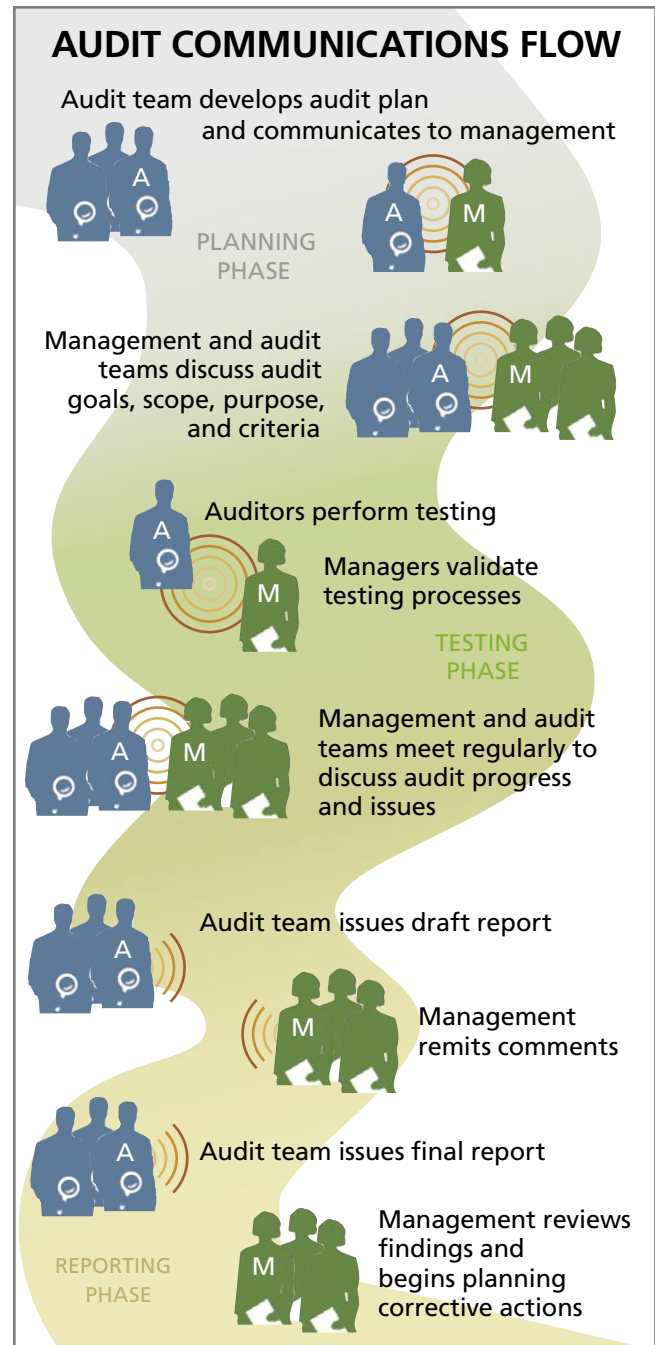 AUDIT COMMUNICATIONS FLOW
Audit team develops audit plan
and communicates to management
A
A
M
PLANNING
PHASE
Management and audit
teams discuss audit
goals, scope, purpose,
and criteria
A
M
A
Auditors perform testing
M
Managers validate
testing processes
TESTING
PHASE
A
M
Management and audit
teams meet regularly to
discuss audit progress
and issues
A
Audit team issues draft report
M
Management
remits comments
A
Audit team issues final report
M
Management reviews
findings and
begins planning
corrective actions
REPORTING
PHASE